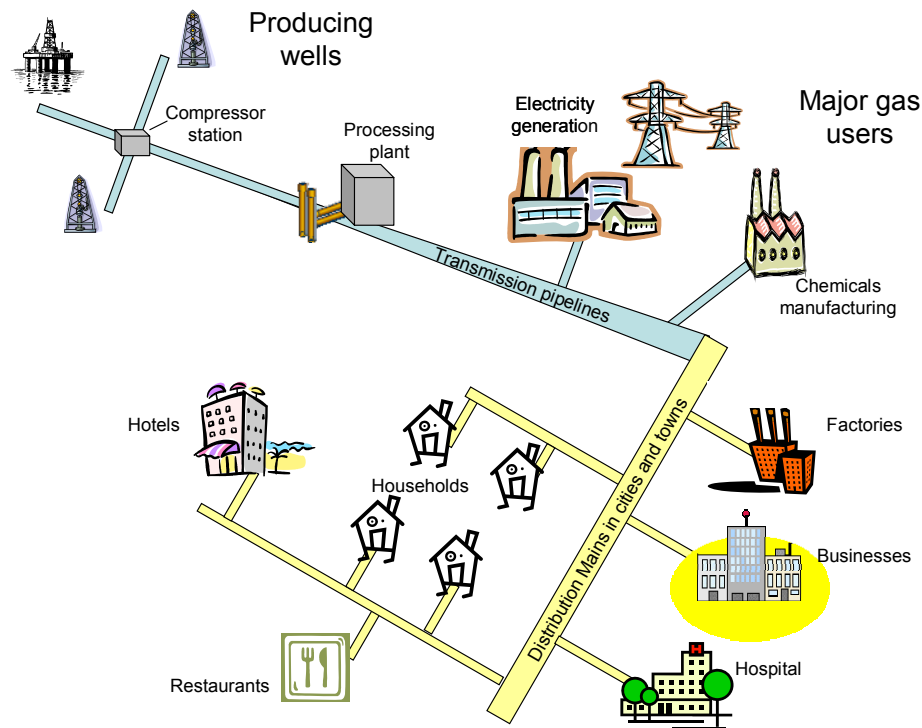 Producing
wells
Compressor
station
Processing
plant
Electricity
generation
Major gas
users
Transmission pipelines
Chemicals
manufacturing
Hotels
Households
Distribution Mains in cities and towns
Factories
Businesses
Restaurants
H
Hospital